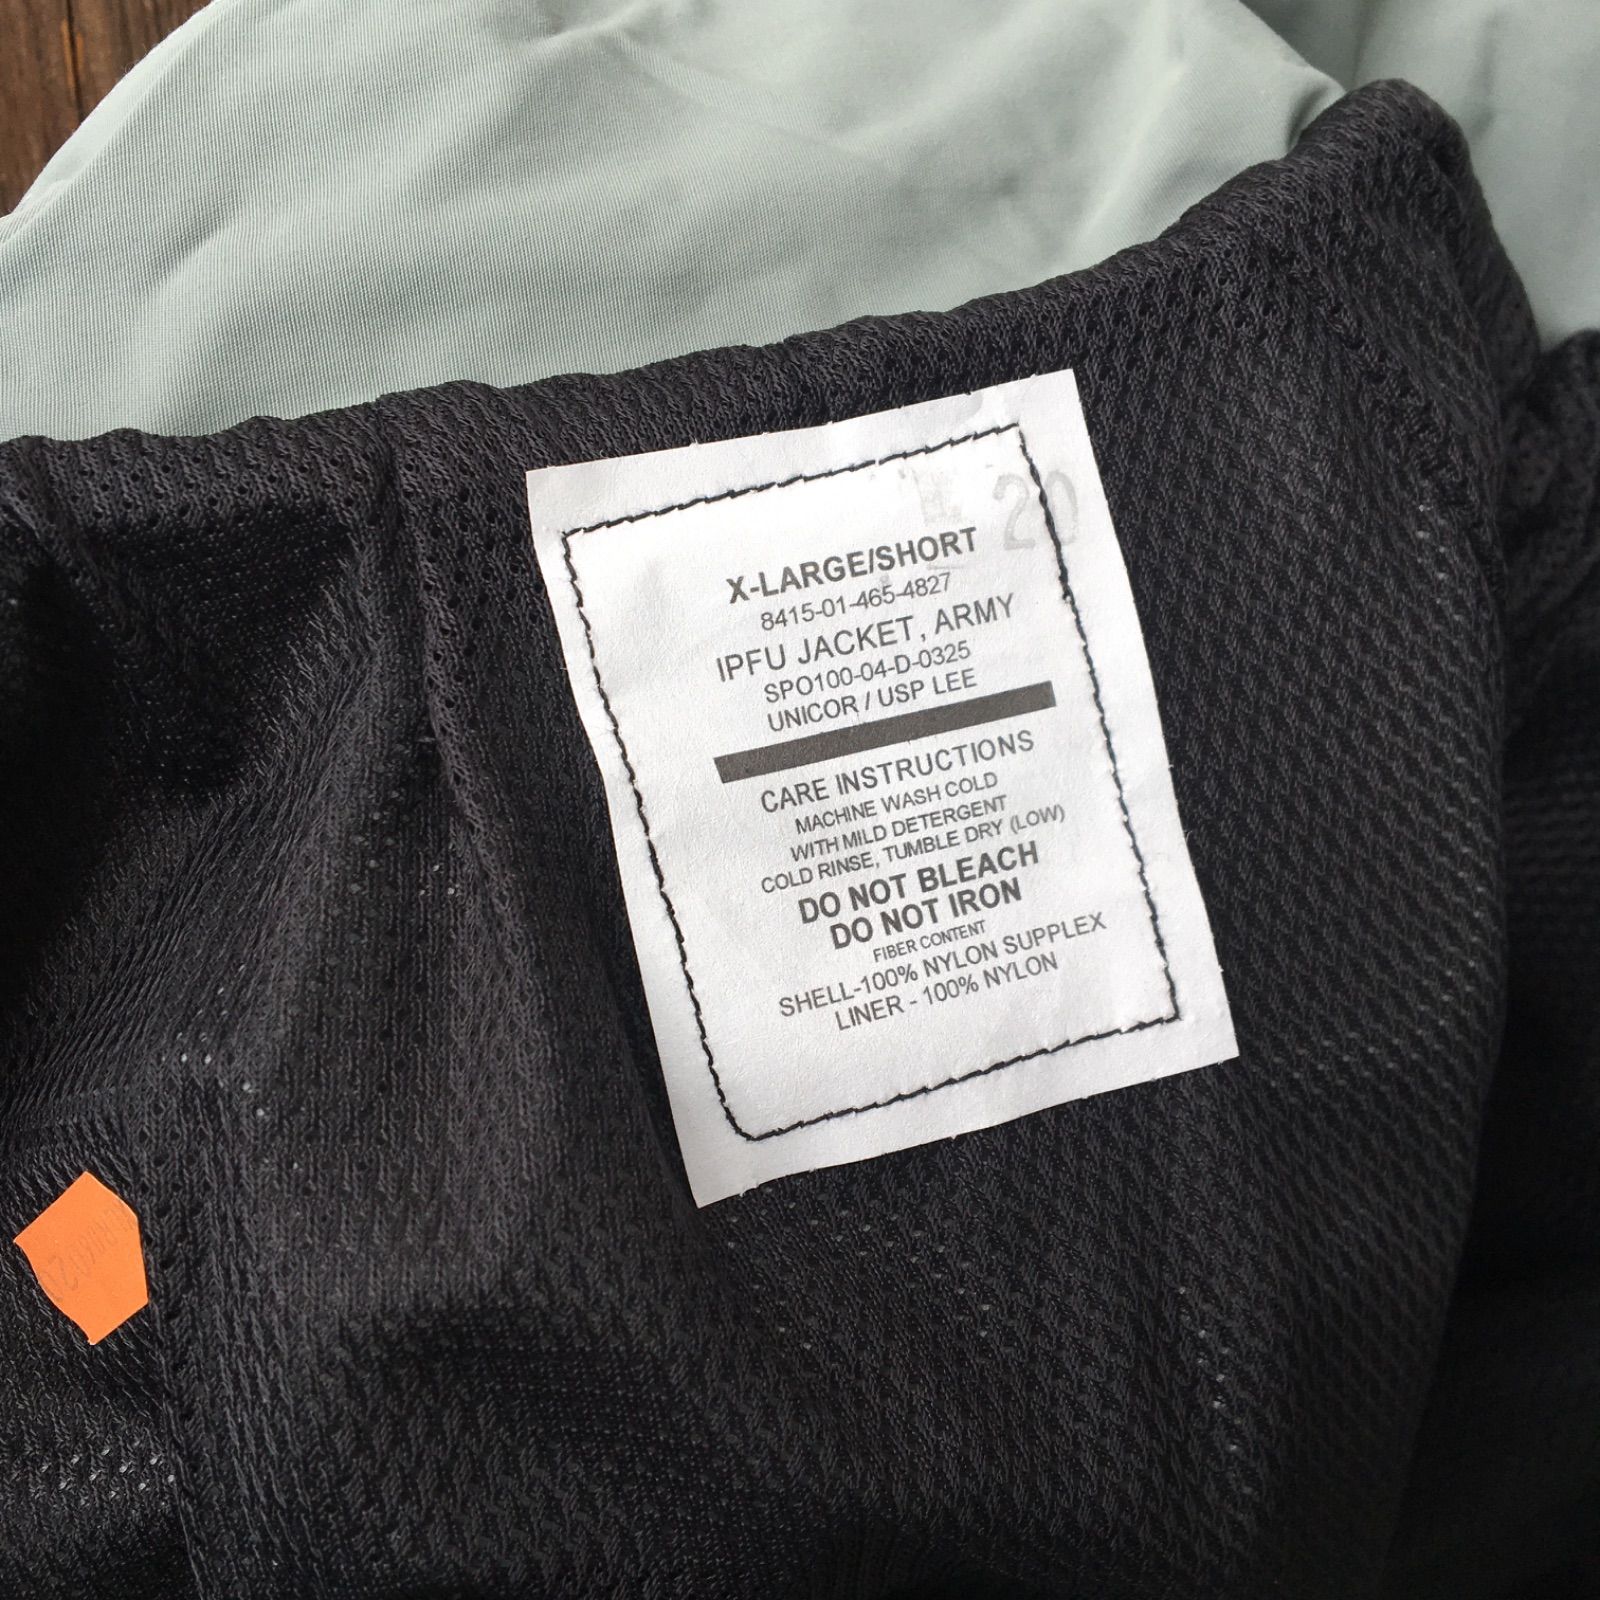 20
X-LARGE/SHORT
8415-01-465-4827
IPFU JACKET, ARMY
SPO100-04-D-0325
UNICOR / USP LEE
CARE INSTRUCTIONS
MACHINE WASH COLD
WITH MILD DETERGENT
COLD RINSE, TUMBLE DRY (LOW)
DO NOT BLEACH
DO NOT IRON
FIBER CONTENT
SHELL-100% NYLON SUPPLEX
LINER - 100% NYLON